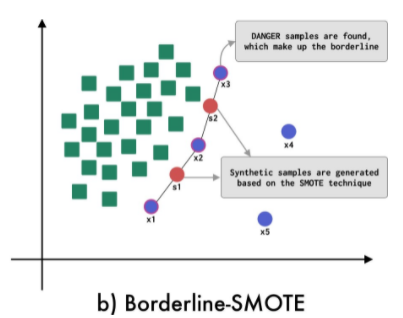 DANGER samples are found,
which make up the borderline
x3
s2
x4
x2
Synthetic samples are generated
based on the SMOTE technique
s1
x1
x5
b) Borderline-SMOTE